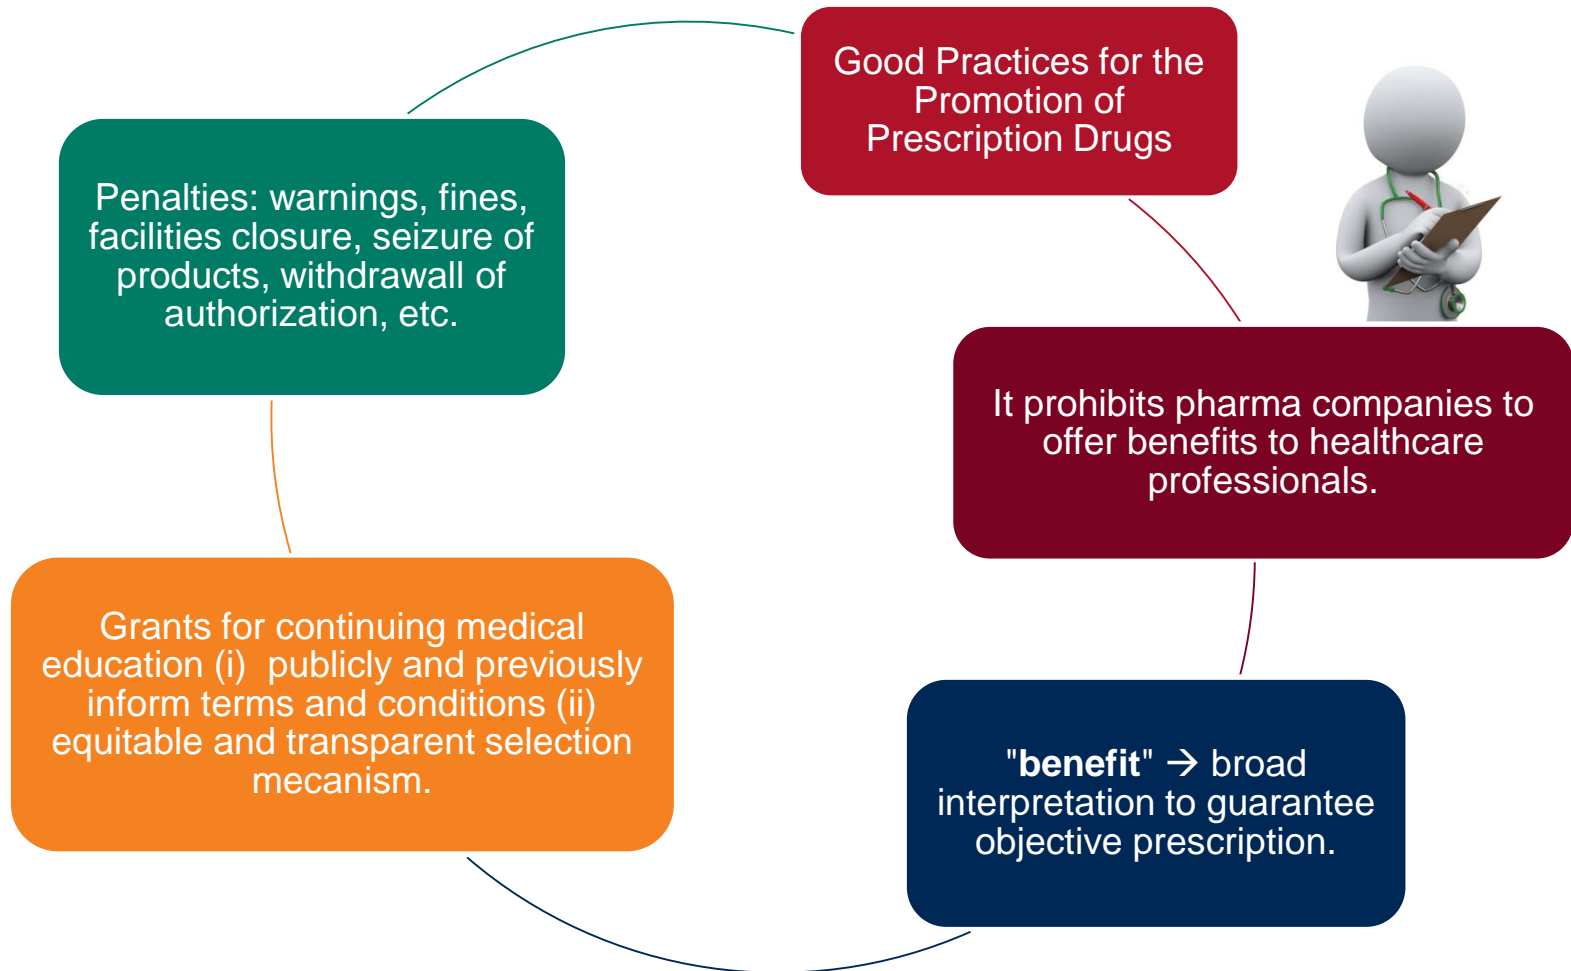 Good Practices for the
Promotion of
Prescription Drugs
It prohibits pharma companies to
offer benefits to healthcare
professionals.
"benefit" → broad
interpretation to guarantee
objective prescription.
Grants for continuing medical
education (i)  publicly and previously
inform terms and conditions (ii)
equitable and transparent selection
mecanism.
Penalties: warnings, fines,
facilities closure, seizure of
products, withdrawall of
authorization, etc.